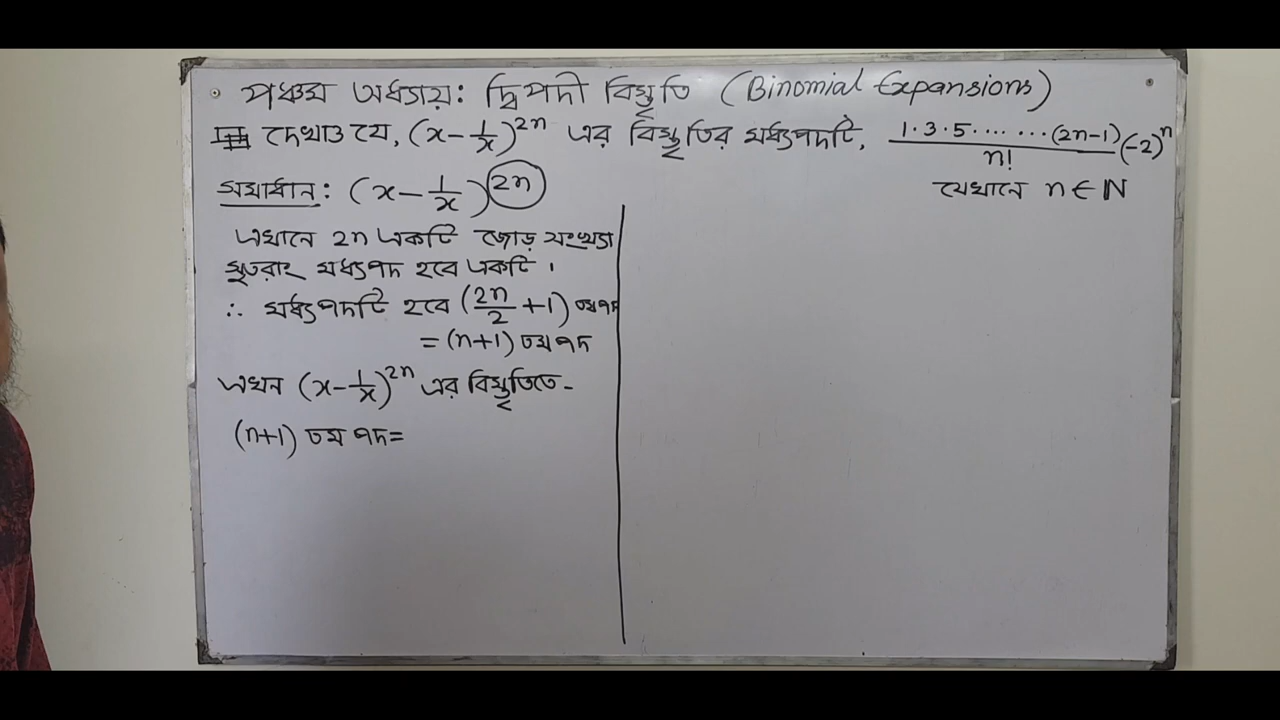 পঞ্চম অধ্যায়: দ্বিপদী বিস্তৃতি (Binomial Expansions)
দেখাও যে, (x - 1/x)^2n এর বিস্তৃতির মধ্যপদটি, 1·3·5·... ...(2n-1)/n! (-2)^n
যেখানে n ∈ ℕ
সমাধান: (x - 1/x)^2n
এখানে 2n একটি জোড় সংখ্যা
সুতরাং মধ্যপদ হবে একটি ।
∴ মধ্যপদটি হবে (2n/2 + 1) তম পদ
= (n+1) তম পদ
এখন (x - 1/x)^2n এর বিস্তৃতিতে -
(n+1) তম পদ =